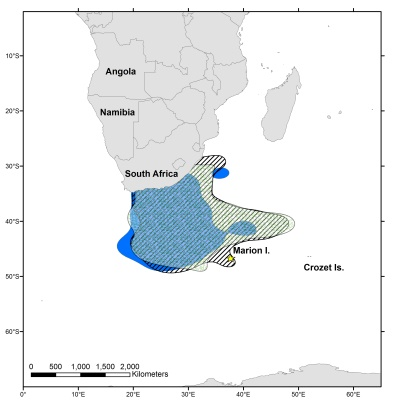 10°S
Angola
Namibia
20°S
30°S
South Africa
40°S
Marion I.
50°S
Crozet Is.
60°S
0 500 1,000 1,500 2,000
Kilometers
0° 10°E 20°E 30°E 40°E 50°E 60°E